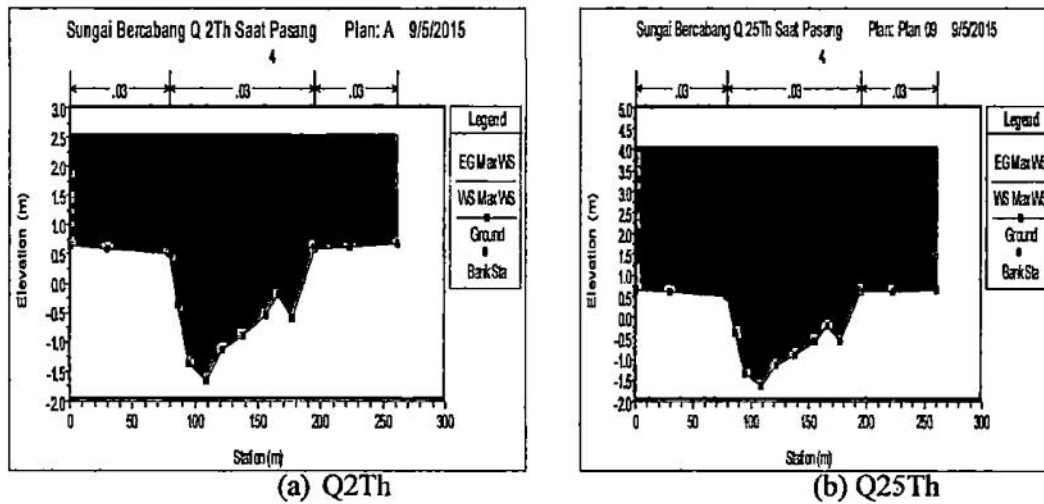 Sungai Bercabang Q 2Th Saat Pasang Plan: A 9/5/2015
4
.03 .03 .03
3.0
2.5
2.0
1.5
1.0
0.5
0.0
-0.5
-1.0
-1.5
-2.0
Elevation (m)
0 50 100 150 200 250 300
Station (m)
Legend
EG Max WS
WS Max WS
Ground
Bank Sta
(a) Q2Th
Sungai Bercabang Q 25Th Saat Pasang Plan: Plan 09 9/5/2015
4
.03 .03 .03
5.0
4.5
4.0
3.5
3.0
2.5
2.0
1.5
1.0
0.5
0.0
-0.5
-1.0
-1.5
-2.0
Elevation (m)
0 50 100 150 200 250 300
Station (m)
Legend
EG Max WS
WS Max WS
Ground
Bank Sta
(b) Q25Th